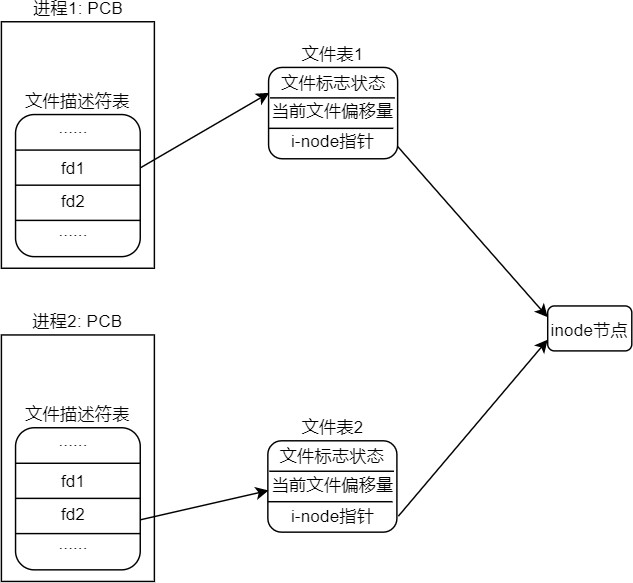 进程1: PCB
文件描述符表
......
fd1
fd2
......
文件表1
文件标志状态
当前文件偏移量
i-node指针
inode节点
进程2: PCB
文件描述符表
......
fd1
fd2
......
文件表2
文件标志状态
当前文件偏移量
i-node指针